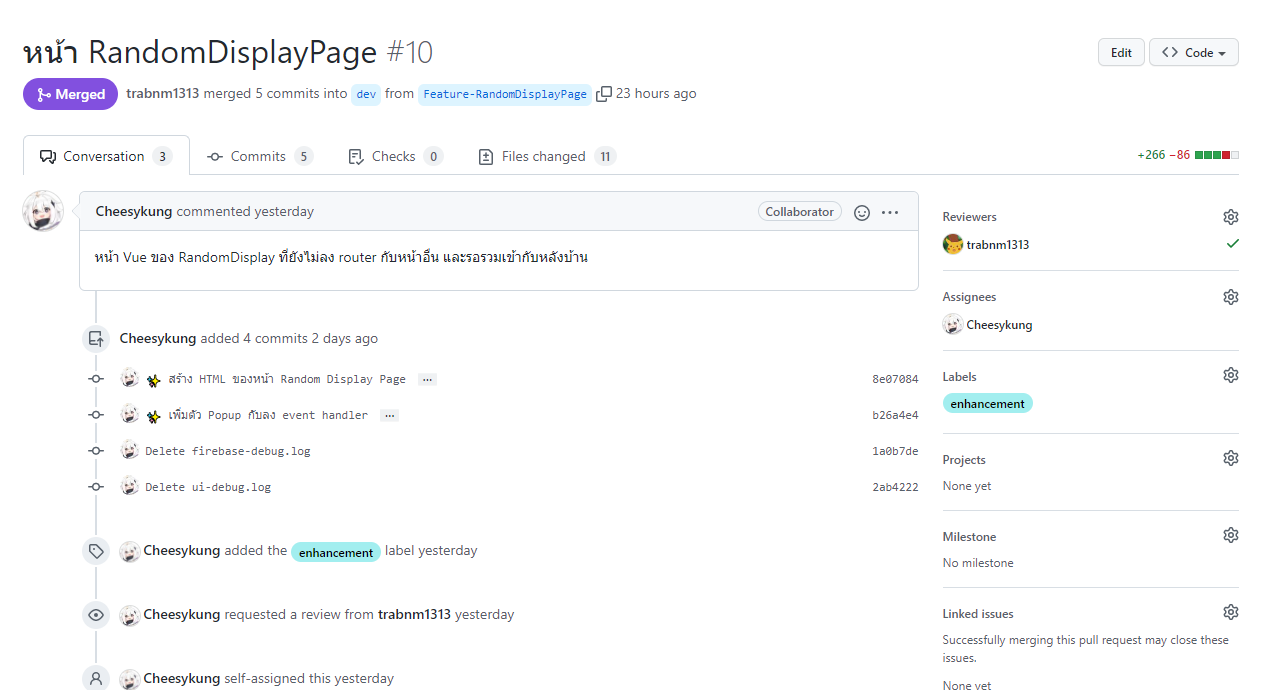 หน้า RandomDisplayPage #10
Edit
<> Code
Merged trabnm1313 merged 5 commits into dev from Feature-RandomDisplayPage 23 hours ago
Conversation 3 Commits 5 Checks 0 Files changed 11
+266 −86
Cheesykung commented yesterday Collaborator
หน้า Vue ของ RandomDisplay ที่ยังไม่ลง router กับหน้าอื่น และรอรวมเข้ากับหลังบ้าน
Cheesykung added 4 commits 2 days ago
สร้าง HTML ของหน้า Random Display Page ... 8e07084
เพิ่มตัว Popup กับลง event handler ... b26a4e4
Delete firebase-debug.log 1a0b7de
Delete ui-debug.log 2ab4222
Cheesykung added the enhancement label yesterday
Cheesykung requested a review from trabnm1313 yesterday
Cheesykung self-assigned this yesterday
Reviewers
trabnm1313
Assignees
Cheesykung
Labels
enhancement
Projects
None yet
Milestone
No milestone
Linked issues
Successfully merging this pull request may close these
issues.
None yet